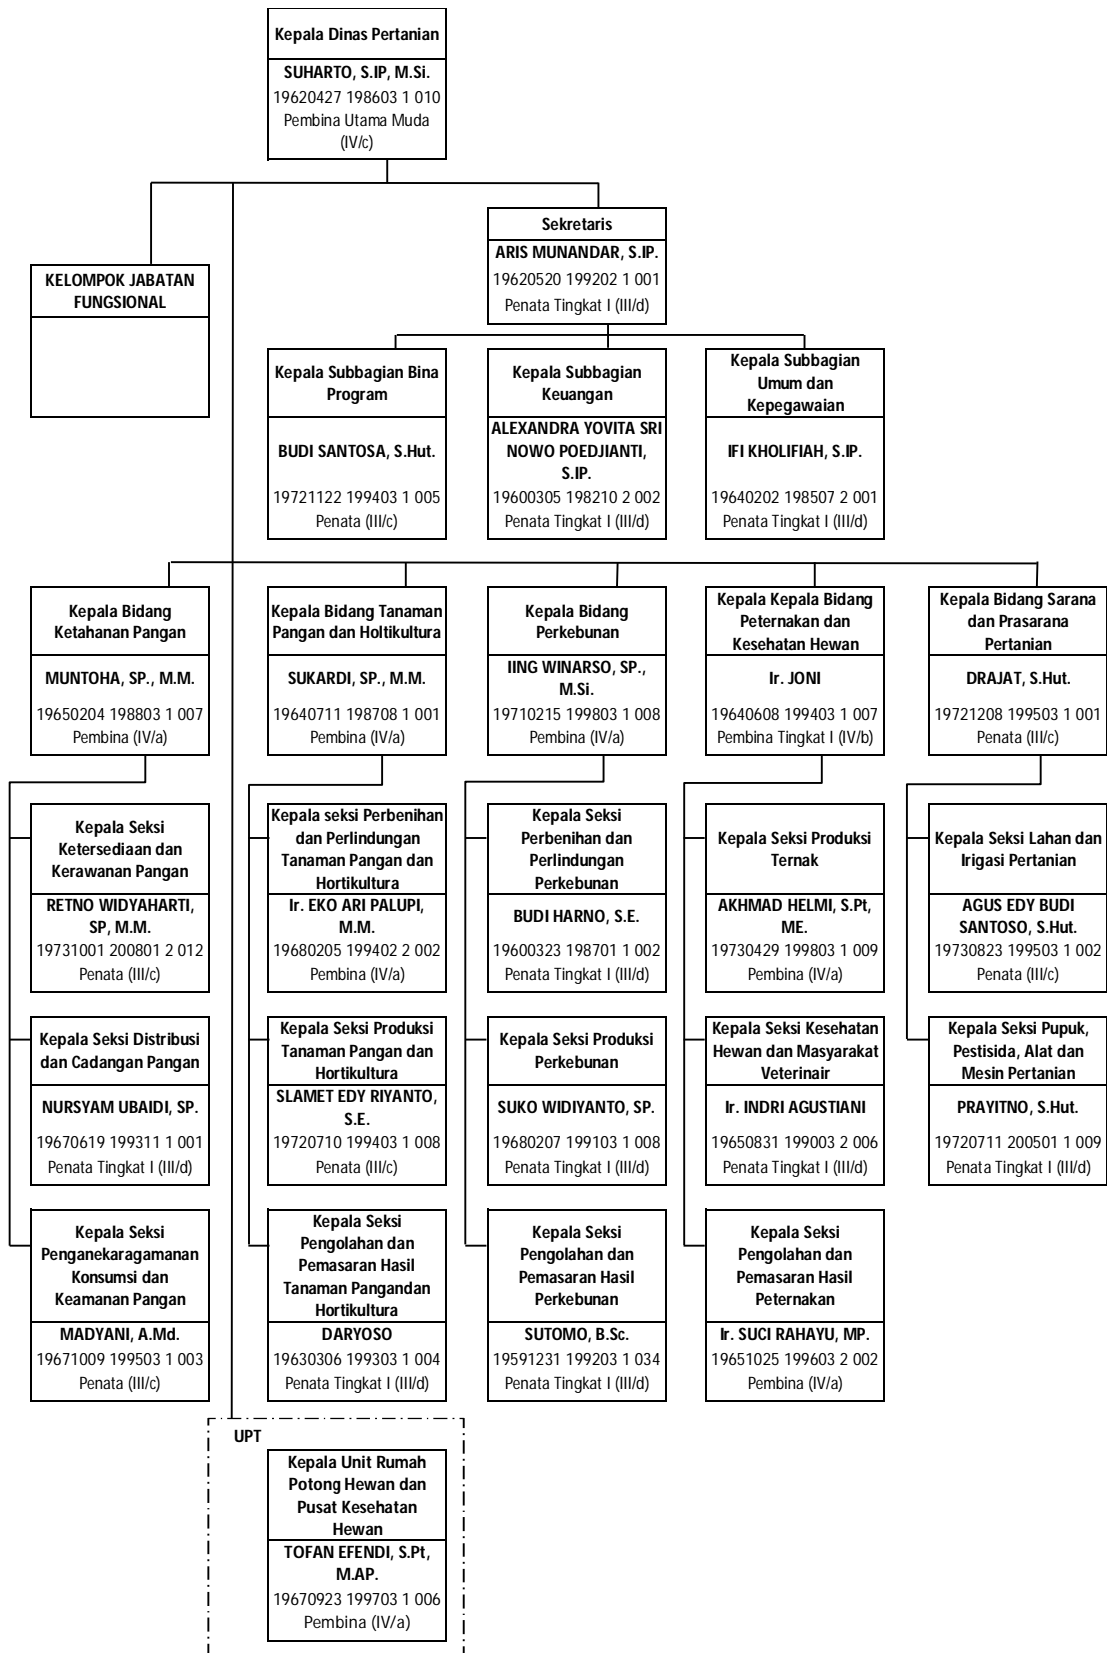 Kepala Dinas Pertanian
SUHARTO, S.IP, M.Si.
19620427 198603 1 010
Pembina Utama Muda
(IV/c)
Sekretaris
ARIS MUNANDAR, S.IP.
19620520 199202 1 001
Penata Tingkat I (III/d)
KELOMPOK JABATAN
FUNGSIONAL
Kepala Subbagian Bina
Program
BUDI SANTOSA, S.Hut.
19721122 199403 1 005
Penata (III/c)
Kepala Subbagian
Keuangan
ALEXANDRA YOVITA SRI
NOWO POEDJIANTI,
S.IP.
19600305 198210 2 002
Penata Tingkat I (III/d)
Kepala Subbagian
Umum dan
Kepegawaian
IFI KHOLIFIAH, S.IP.
19640202 198507 2 001
Penata Tingkat I (III/d)
Kepala Bidang
Ketahanan Pangan
MUNTOHA, SP., M.M.
19650204 198803 1 007
Pembina (IV/a)
Kepala Bidang Tanaman
Pangan dan Holtikultura
SUKARDI, SP., M.M.
19640711 198708 1 001
Pembina (IV/a)
Kepala Bidang
Perkebunan
IING WINARSO, SP.,
M.Si.
19710215 199803 1 008
Pembina (IV/a)
Kepala Kepala Bidang
Peternakan dan
Kesehatan Hewan
Ir. JONI
19640608 199403 1 007
Pembina Tingkat I (IV/b)
Kepala Bidang Sarana
dan Prasarana
Pertanian
DRAJAT, S.Hut.
19721208 199503 1 001
Penata (III/c)
Kepala Seksi
Ketersediaan dan
Kerawanan Pangan
RETNO WIDYAHARTI,
SP, M.M.
19731001 200801 2 012
Penata (III/c)
Kepala seksi Perbenihan
dan Perlindungan
Tanaman Pangan dan
Hortikultura
Ir. EKO ARI PALUPI,
M.M.
19680205 199402 2 002
Pembina (IV/a)
Kepala Seksi
Perbenihan dan
Perlindungan
Perkebunan
BUDI HARNO, S.E.
19600323 198701 1 002
Penata Tingkat I (III/d)
Kepala Seksi Produksi
Ternak
AKHMAD HELMI, S.Pt,
ME.
19730429 199803 1 009
Pembina (IV/a)
Kepala Seksi Lahan dan
Irigasi Pertanian
AGUS EDY BUDI
SANTOSO, S.Hut.
19730823 199503 1 002
Penata (III/c)
Kepala Seksi Distribusi
dan Cadangan Pangan
NURSYAM UBAIDI, SP.
19670619 199311 1 001
Penata Tingkat I (III/d)
Kepala Seksi Produksi
Tanaman Pangan dan
Hortikultura
SLAMET EDY RIYANTO,
S.E.
19720710 199403 1 008
Penata (III/c)
Kepala Seksi Produksi
Perkebunan
SUKO WIDIYANTO, SP.
19680207 199103 1 008
Penata Tingkat I (III/d)
Kepala Seksi Kesehatan
Hewan dan Masyarakat
Veterinair
Ir. INDRI AGUSTIANI
19650831 199003 2 006
Penata Tingkat I (III/d)
Kepala Seksi Pupuk,
Pestisida, Alat dan
Mesin Pertanian
PRAYITNO, S.Hut.
19720711 200501 1 009
Penata Tingkat I (III/d)
Kepala Seksi
Penganekaragamanan
Konsumsi dan
Keamanan Pangan
MADYANI, A.Md.
19671009 199503 1 003
Penata (III/c)
Kepala Seksi
Pengolahan dan
Pemasaran Hasil
Tanaman Pangandan
Hortikultura
DARYOSO
19630306 199303 1 004
Penata Tingkat I (III/d)
Kepala Seksi
Pengolahan dan
Pemasaran Hasil
Perkebunan
SUTOMO, B.Sc.
19591231 199203 1 034
Penata Tingkat I (III/d)
Kepala Seksi
Pengolahan dan
Pemasaran Hasil
Peternakan
Ir. SUCI RAHAYU, MP.
19651025 199603 2 002
Pembina (IV/a)
UPT
Kepala Unit Rumah
Potong Hewan dan
Pusat Kesehatan
Hewan
TOFAN EFENDI, S.Pt,
M.AP.
19670923 199703 1 006
Pembina (IV/a)